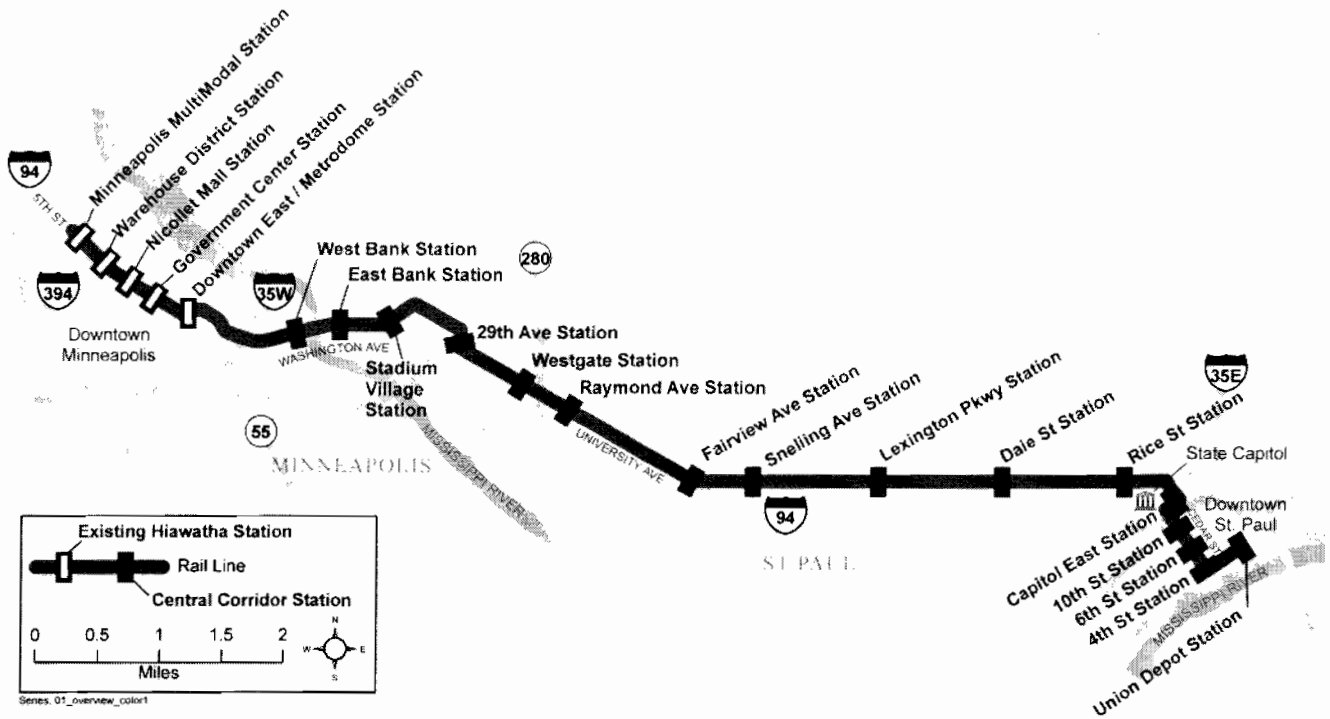 Minneapolis MultiModal Station
Warehouse District Station
Nicollet Mall Station
Government Center Station
Downtown East / Metrodome Station
94
5TH ST
394
Downtown
Minneapolis
35W
West Bank Station
East Bank Station
280
WASHINGTON AVE
Stadium
Village
Station
29th Ave Station
Westgate Station
Raymond Ave Station
55
MINNEAPOLIS
MISSISSIPPI RIVER
UNIVERSITY AVE
Fairview Ave Station
Snelling Ave Station
Lexington Pkwy Station
Dale St Station
Rice St Station
35E
State Capitol
94
ST PAUL
Downtown
St. Paul
CEDAR ST
Capitol East Station
10th St Station
6th St Station
4th St Station
MISSISSIPPI RIVER
Union Depot Station
Existing Hiawatha Station
Rail Line
Central Corridor Station
0 0.5 1 2
Miles
N
W E
S
Series, 01_overview_color1